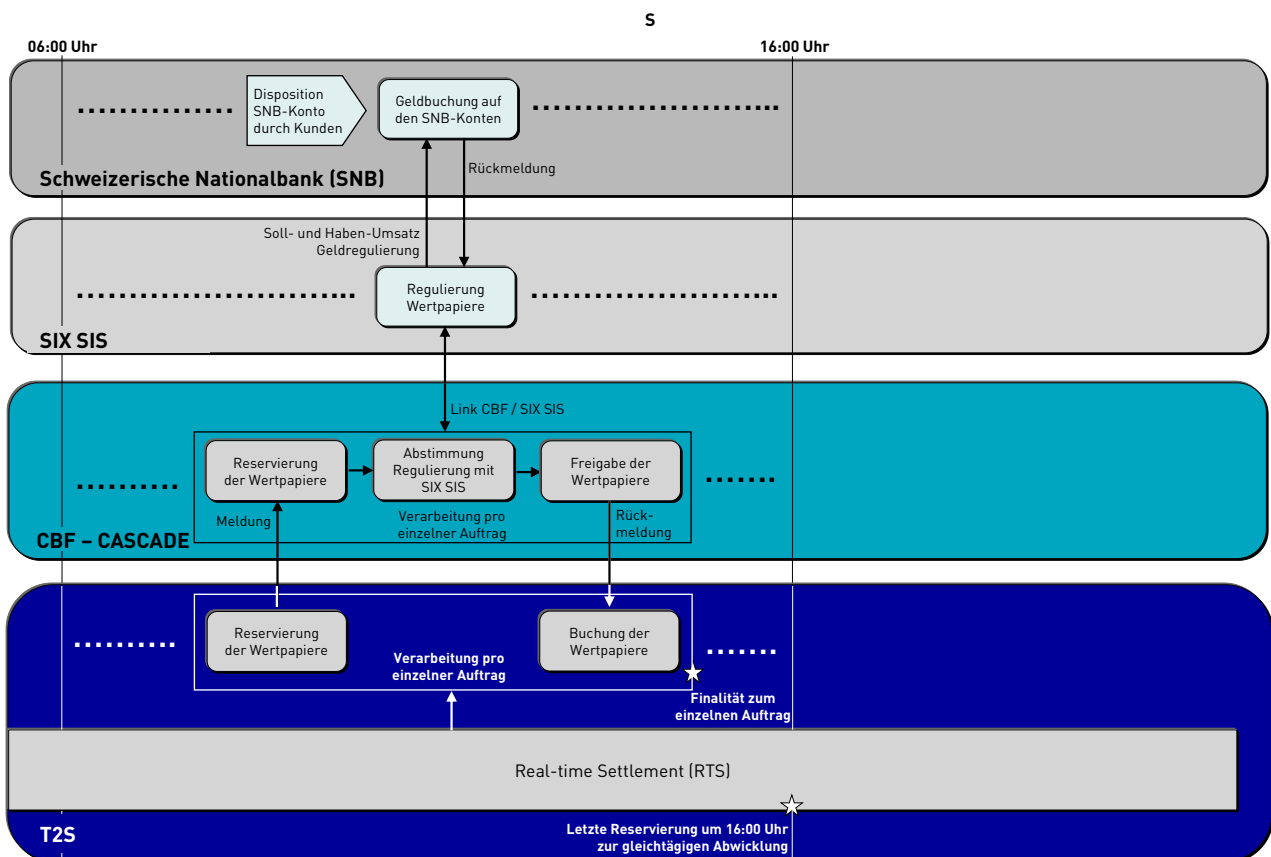 S
06:00 Uhr
16:00 Uhr
Disposition
SNB-Konto
durch Kunden
Geldbuchung auf
den SNB-Konten
Rückmeldung
Schweizerische Nationalbank (SNB)
Soll- und Haben-Umsatz
Geldregulierung
Regulierung
Wertpapiere
SIX SIS
Link CBF / SIX SIS
Reservierung
der Wertpapiere
Abstimmung
Regulierung mit
SIX SIS
Freigabe der
Wertpapiere
Meldung
Verarbeitung pro
einzelner Auftrag
Rück-
meldung
CBF – CASCADE
Reservierung
der Wertpapiere
Buchung der
Wertpapiere
Verarbeitung pro
einzelner Auftrag
Finalität zum
einzelnen Auftrag
Real-time Settlement (RTS)
T2S
Letzte Reservierung um 16:00 Uhr
zur gleichtägigen Abwicklung